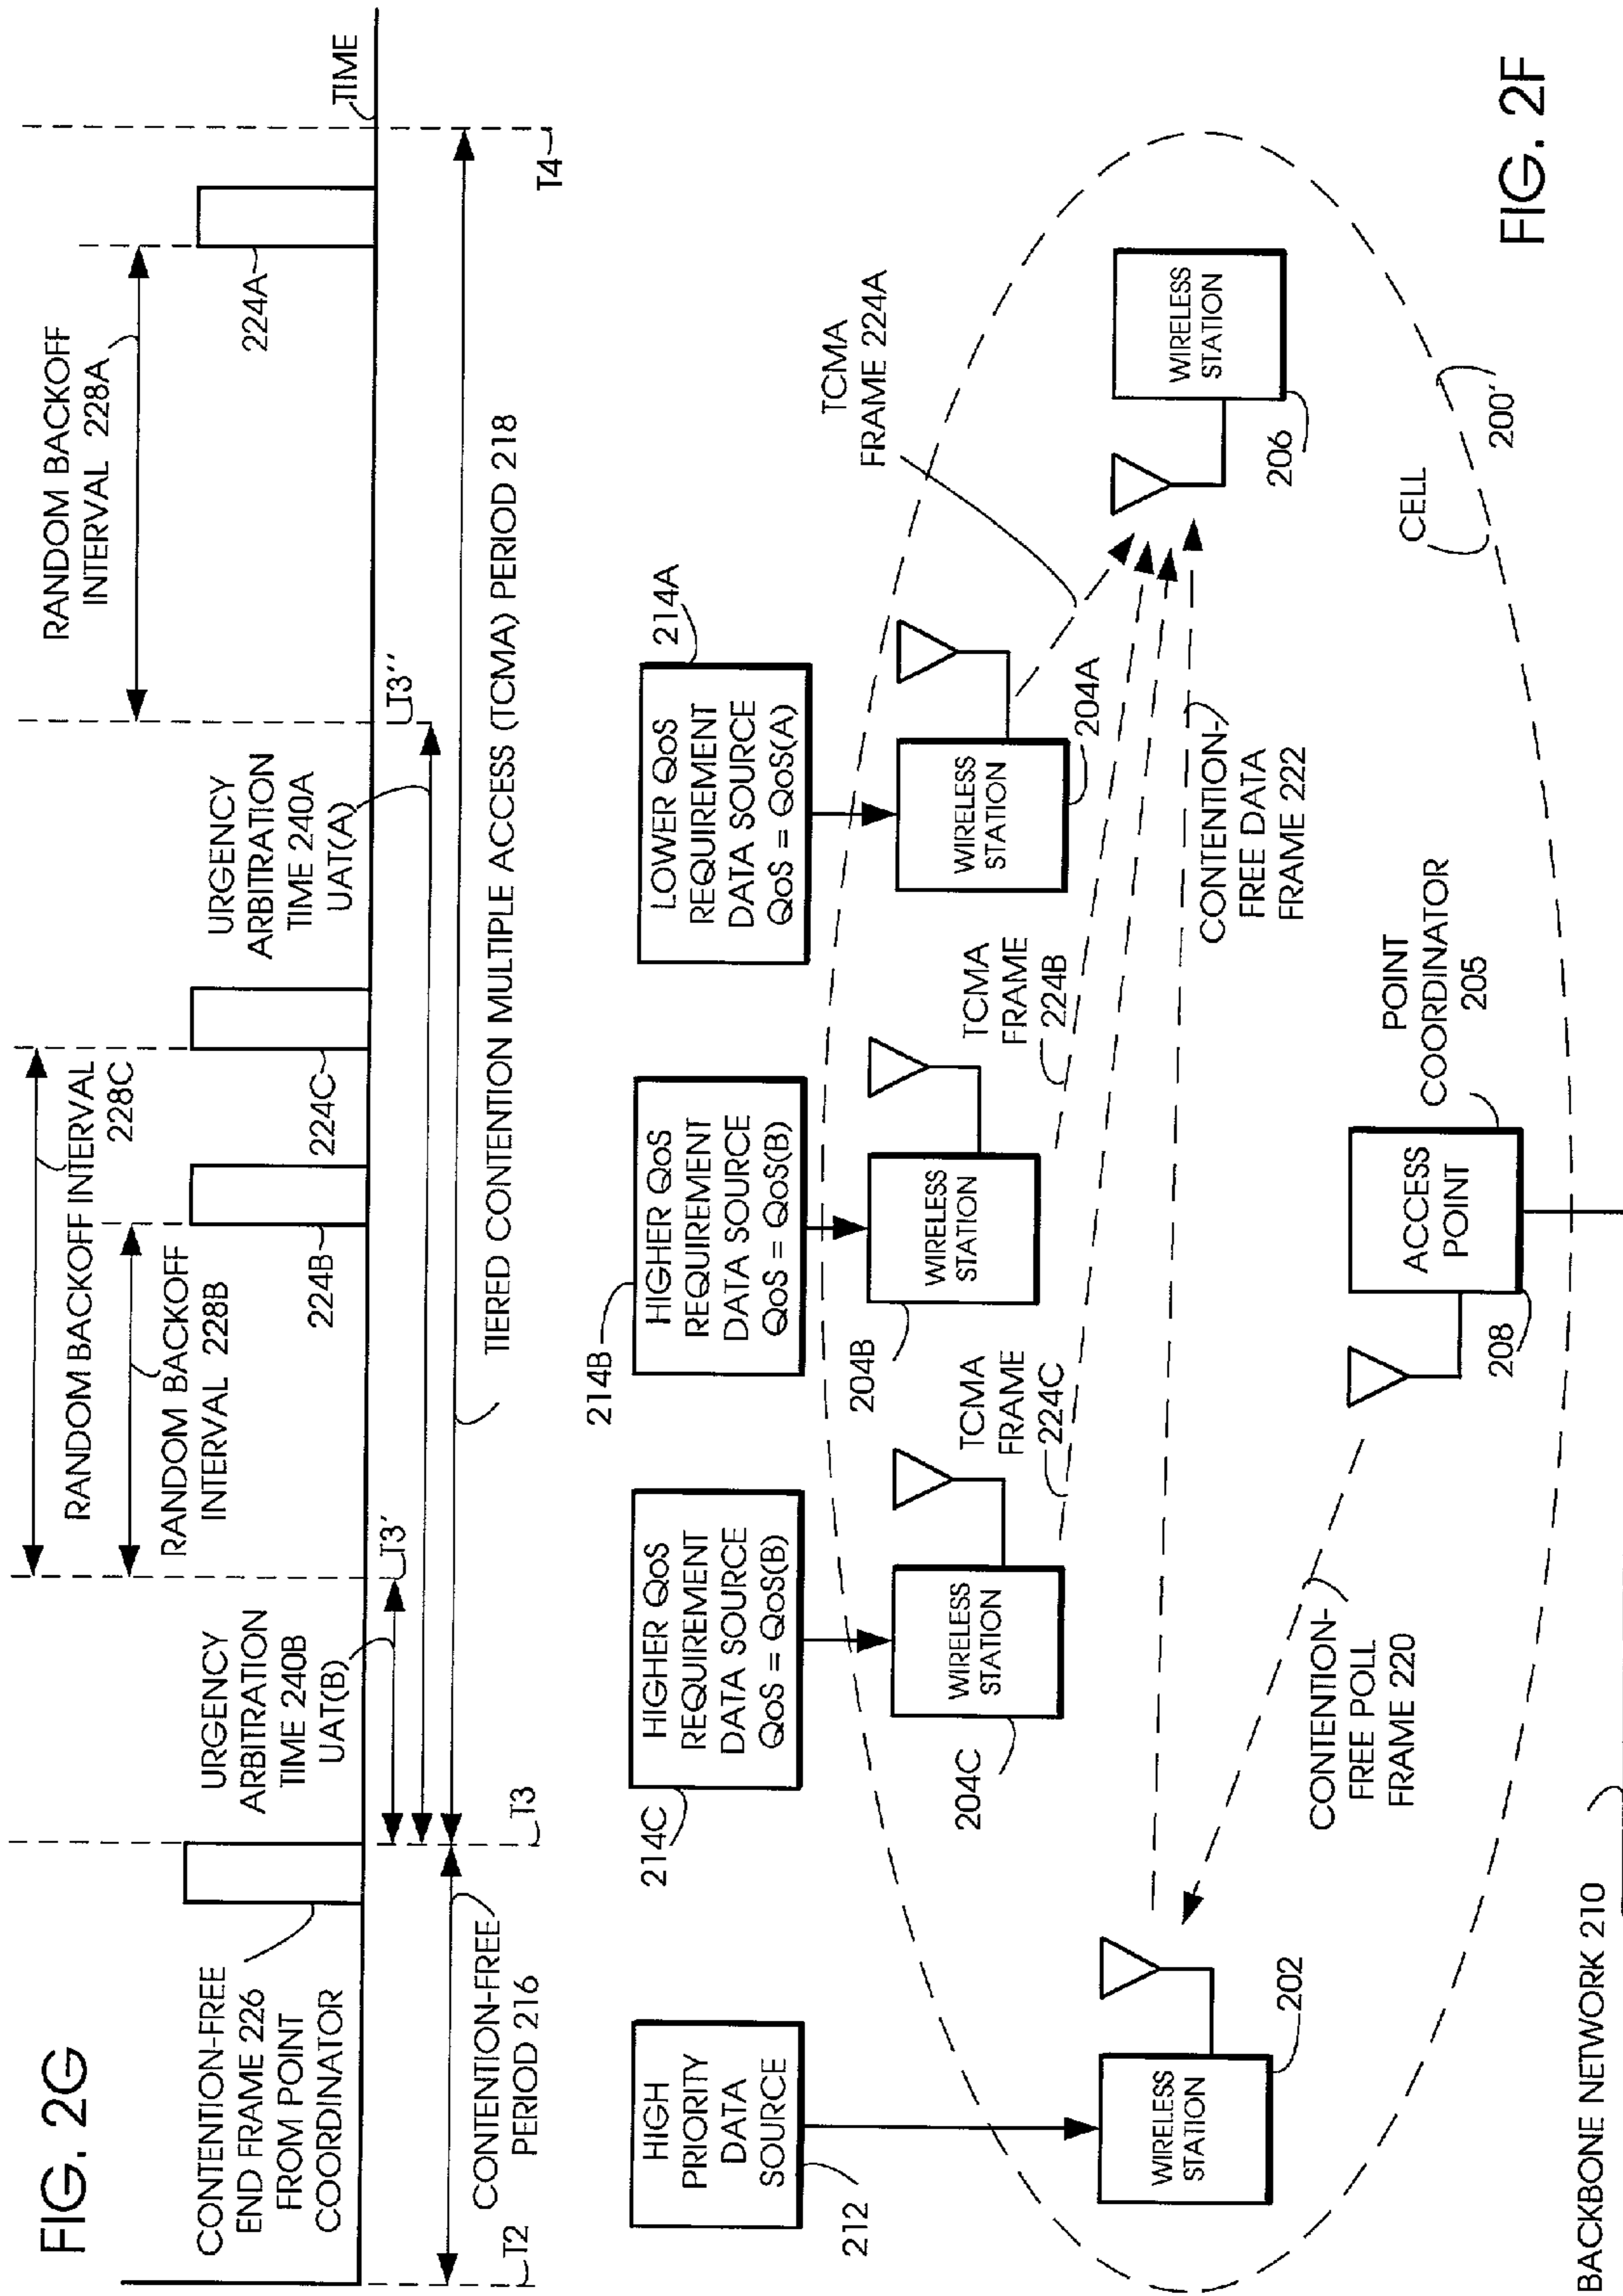 FIG. 2G
CONTENTION-FREE
END FRAME 226
FROM POINT
COORDINATOR
URGENCY
ARBITRATION
TIME 240B
UAT(B)
RANDOM BACKOFF INTERVAL
228C
RANDOM BACKOFF
INTERVAL 228B
224B
224C
URGENCY
ARBITRATION
TIME 240A
UAT(A)
RANDOM BACKOFF
INTERVAL 228A
224A
TIME
T3'
T3''
T2
CONTENTION-FREE
PERIOD 216
T3
TIERED CONTENTION MULTIPLE ACCESS (TCMA) PERIOD 218
T4
HIGH
PRIORITY
DATA
SOURCE
212
HIGHER QoS
REQUIREMENT
DATA SOURCE
QoS = QoS(B)
214C
HIGHER QoS
REQUIREMENT
DATA SOURCE
QoS = QoS(B)
214B
LOWER QoS
REQUIREMENT
DATA SOURCE
QoS = QoS(A)
214A
WIRELESS
STATION
202
WIRELESS
STATION
204C
WIRELESS
STATION
204B
WIRELESS
STATION
204A
TCMA
FRAME
224C
TCMA
FRAME
224B
TCMA
FRAME 224A
WIRELESS
STATION
206
CONTENTION-
FREE POLL
FRAME 220
CONTENTION-
FREE DATA
FRAME 222
ACCESS
POINT
208
POINT
COORDINATOR
205
CELL
200'
BACKBONE NETWORK 210
FIG. 2F